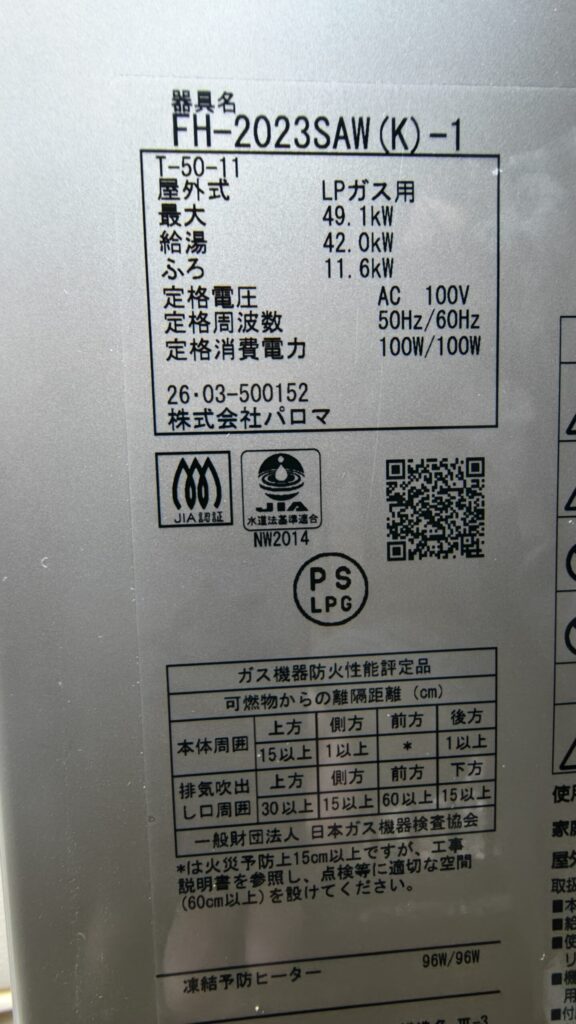 器具名
FH-2023SAW(K)-1
T-50-11
屋外式 LPガス用
最大 49.1kW
給湯 42.0kW
ふろ 11.6kW
定格電圧 AC 100V
定格周波数 50Hz/60Hz
定格消費電力 100W/100W
26・03-500152
株式会社パロマ
JIA認証
JIA
水道法基準適合
NW2014
PS
LPG
ガス機器防火性能評定品
可燃物からの離隔距離 (cm)
本体周囲 上方 側方 前方 後方
15以上 1以上 * 1以上
排気吹出し口周囲 上方 側方 前方 下方
30以上 15以上 60以上 15以上
一般財団法人 日本ガス機器検査協会
*は火災予防上15cm以上ですが、工事
説明書を参照し、点検等に適切な空間
(60cm以上)を設けてください。
凍結予防ヒーター 96W/96W